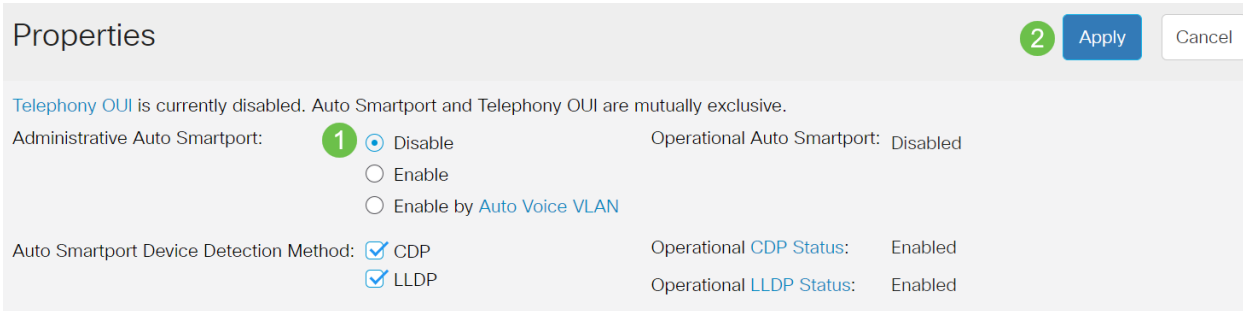 Properties
2 Apply Cancel
Telephony OUI is currently disabled. Auto Smartport and Telephony OUI are mutually exclusive.
Administrative Auto Smartport: 1 Disable Operational Auto Smartport: Disabled
Enable
Enable by Auto Voice VLAN
Auto Smartport Device Detection Method: CDP Operational CDP Status: Enabled
LLDP Operational LLDP Status: Enabled